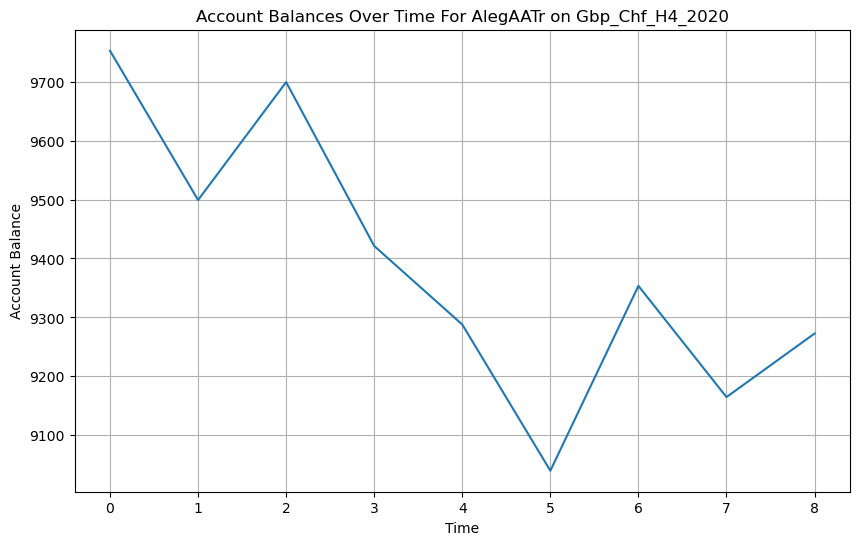 Account Balances Over Time For AlegAATr on Gbp_Chf_H4_2020
9700
9600
9500
9400
9300
9200
9100
Account Balance
0 1 2 3 4 5 6 7 8
Time